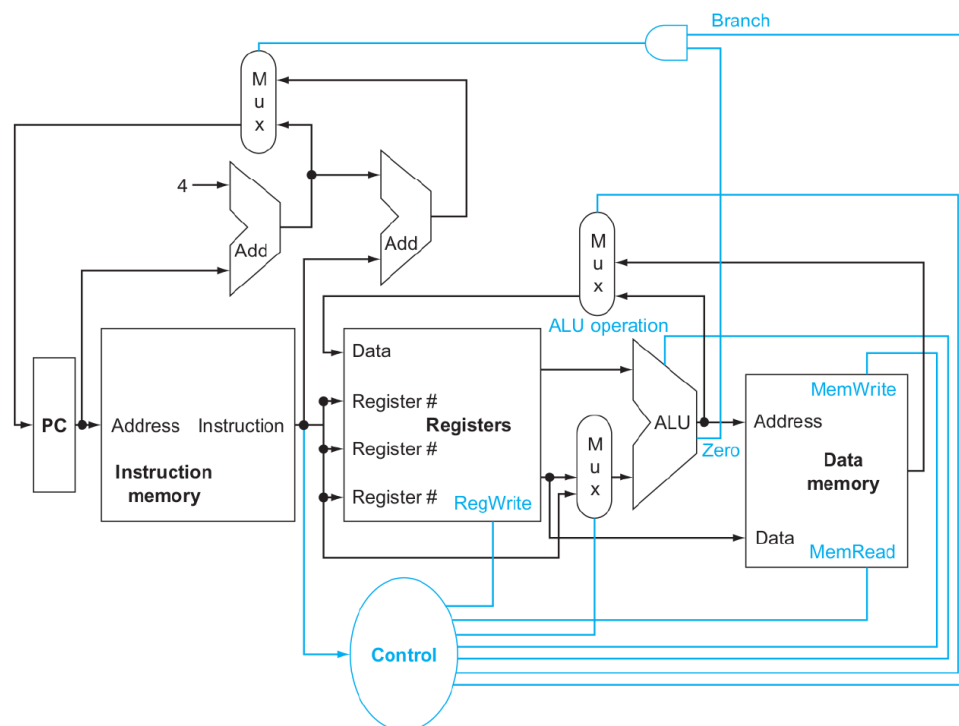 Branch
M
u
x
4
Add
Add
M
u
x
ALU operation
Data
PC
Address
Instruction
Register #
Registers
Register #
Register #
RegWrite
Instruction
memory
M
u
x
ALU
Zero
MemWrite
Address
Data
memory
Data
MemRead
Control